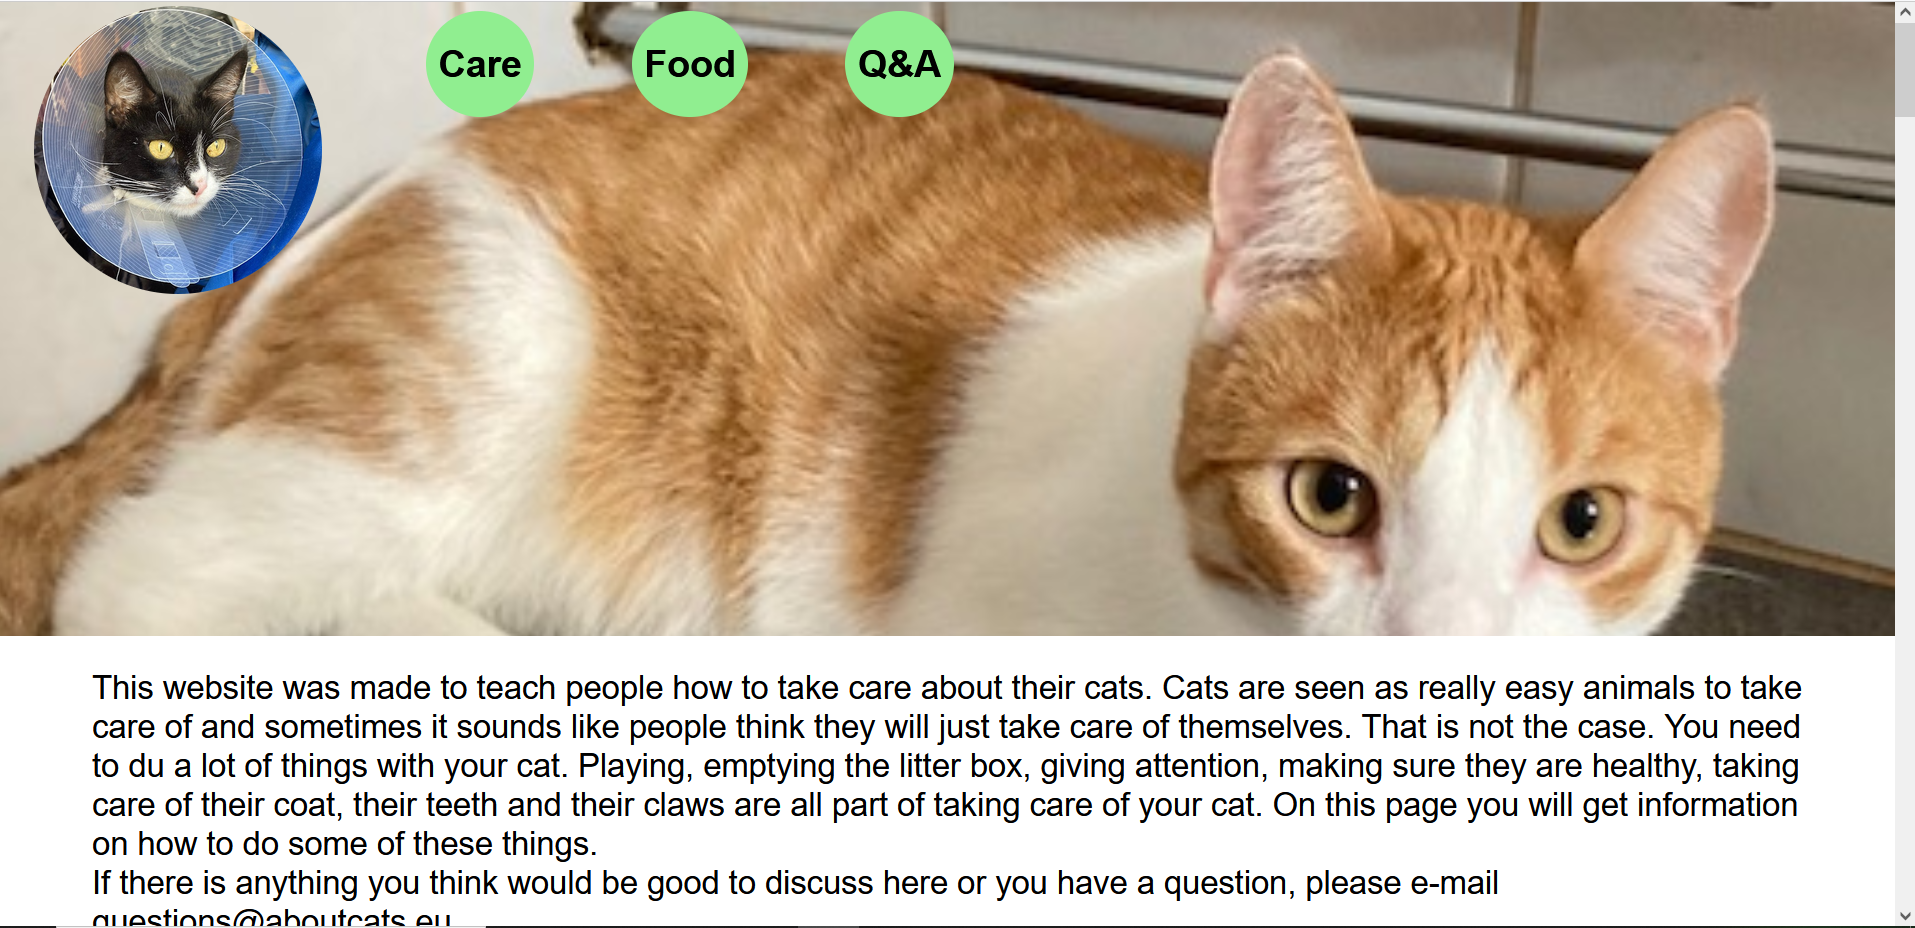 Care
Food
Q&A
This website was made to teach people how to take care about their cats. Cats are seen as really easy animals to take
care of and sometimes it sounds like people think they will just take care of themselves. That is not the case. You need
to du a lot of things with your cat. Playing, emptying the litter box, giving attention, making sure they are healthy, taking
care of their coat, their teeth and their claws are all part of taking care of your cat. On this page you will get information
on how to do some of these things.
If there is anything you think would be good to discuss here or you have a question, please e-mail
questions@aboutcats.eu